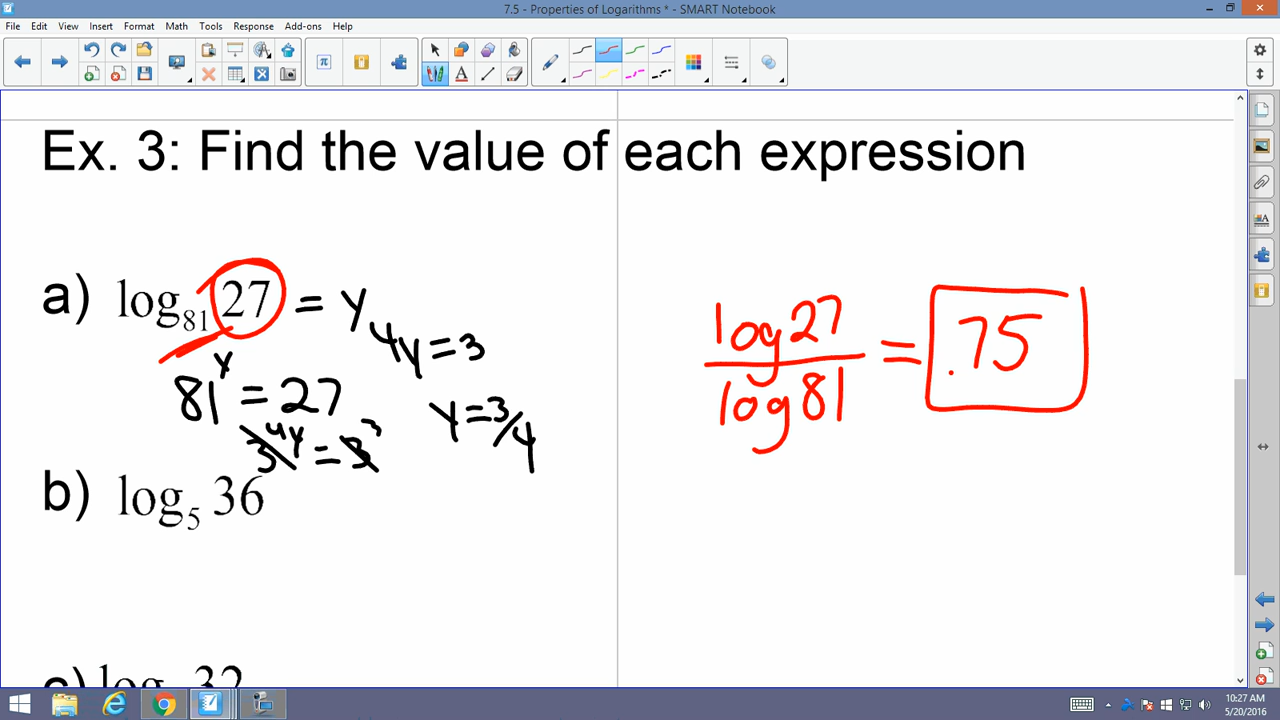 7.5 - Properties of Logarithms * - SMART Notebook
File Edit View Insert Format Math Tools Response Add-ons Help
Ex. 3: Find the value of each expression
a) log₈₁ 27 = y
81^y = 27
3^4y = 3^3
4y = 3
y = 3/4
log 27
log 81
= .75
b) log₅ 36
c) log 32
10:27 AM
5/20/2016